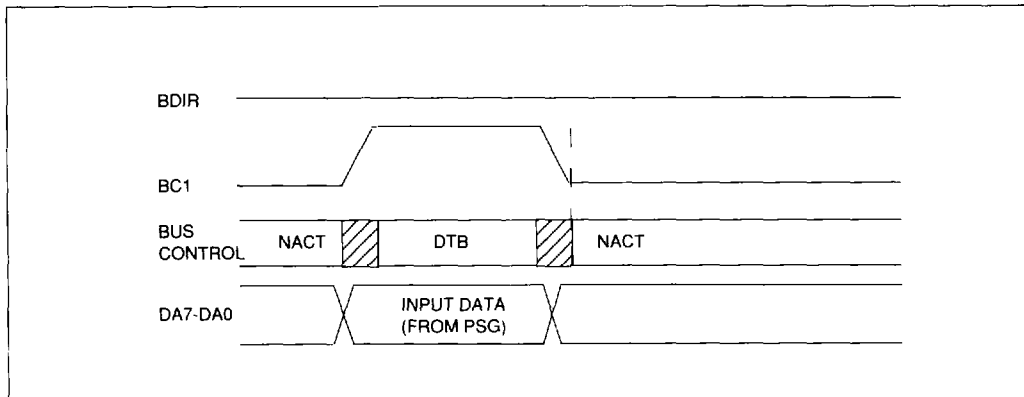 BDIR
BC1
BUS
CONTROL
NACT
DTB
NACT
DA7-DA0
INPUT DATA
(FROM PSG)